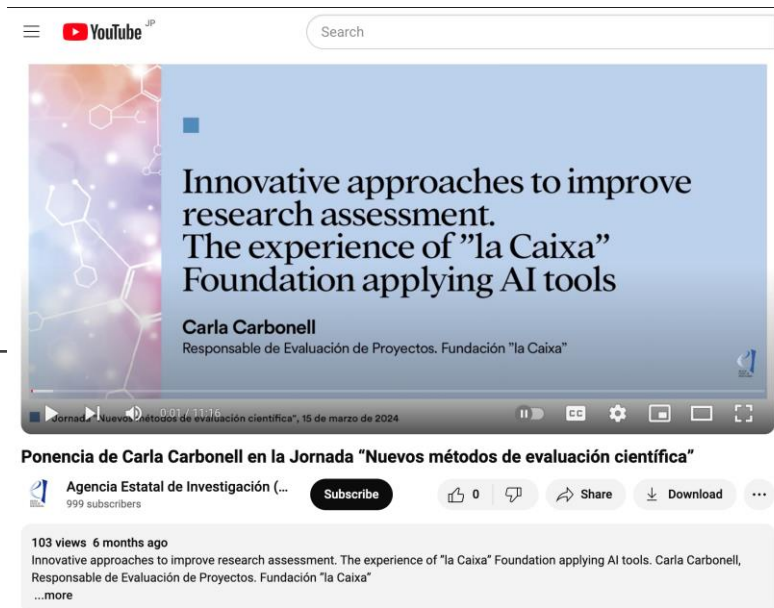 YouTube JP
Search
Innovative approaches to improve
research assessment.
The experience of ”la Caixa”
Foundation applying AI tools
Carla Carbonell
Responsable de Evaluación de Proyectos. Fundación ”la Caixa”
0:01 / 11:16
CC
Jornada “Nuevos métodos de evaluación científica”, 15 de marzo de 2024
Ponencia de Carla Carbonell en la Jornada “Nuevos métodos de evaluación científica”
Agencia Estatal de Investigación (...
999 subscribers
Subscribe
0
Share
Download
103 views 6 months ago
Innovative approaches to improve research assessment. The experience of ”la Caixa” Foundation applying AI tools. Carla Carbonell,
Responsable de Evaluación de Proyectos. Fundación ”la Caixa”
...more